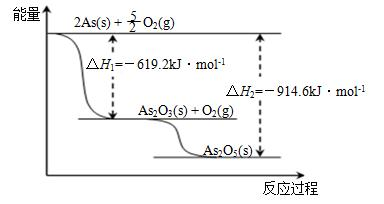 能量
2As(s) + 5/2 O₂(g)
△H₁=－619.2kJ·mol⁻¹
△H₂=－914.6kJ·mol⁻¹
As₂O₃(s) + O₂(g)
As₂O₅(s)
反应过程